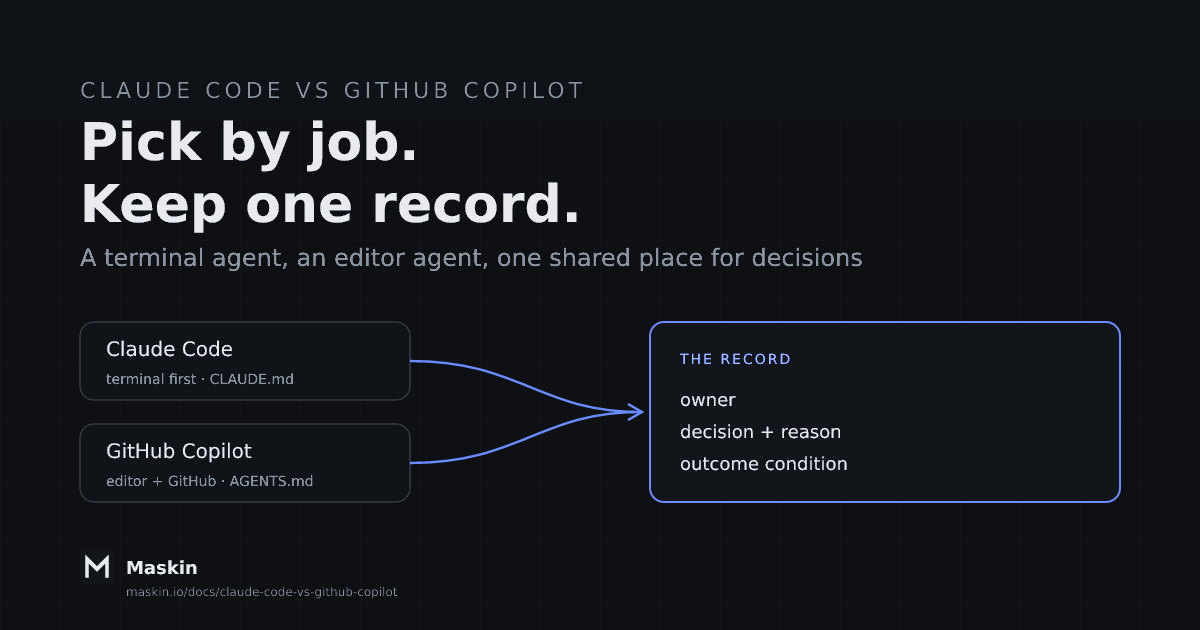 CLAUDE CODE VS GITHUB COPILOT
Pick by job.
Keep one record.
A terminal agent, an editor agent, one shared place for decisions
Claude Code
terminal first · CLAUDE.md
GitHub Copilot
editor + GitHub · AGENTS.md
THE RECORD
owner
decision + reason
outcome condition
Maskin
maskin.io/docs/claude-code-vs-github-copilot